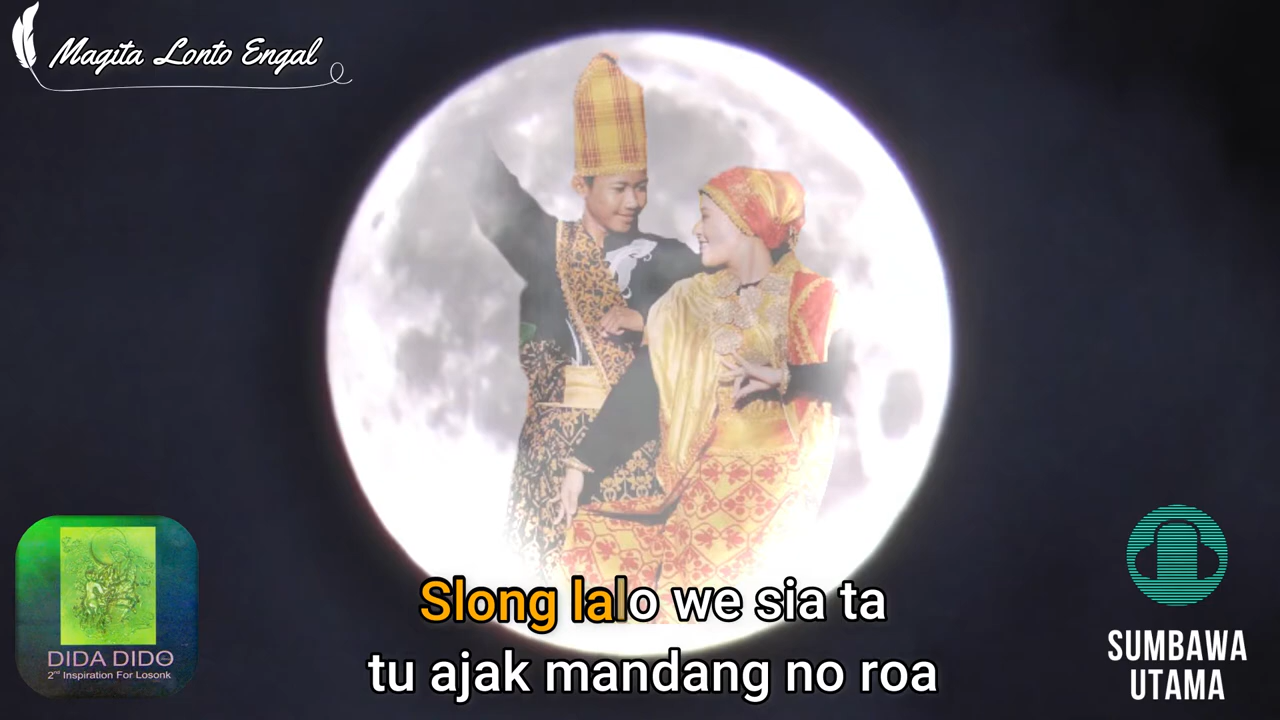 Magita Lonto Engal
DIDA DIDO
2nd Inspiration For Losonk
Slong lalo we sia ta
tu ajak mandang no roa
SUMBAWA
UTAMA